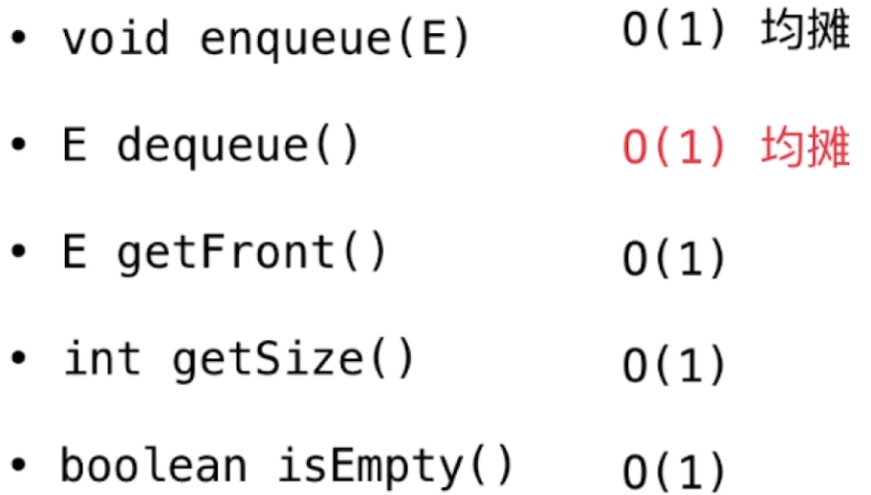 • void enqueue(E) O(1) 均摊
• E dequeue() O(1) 均摊
• E getFront() O(1)
• int getSize() O(1)
• boolean isEmpty() O(1)